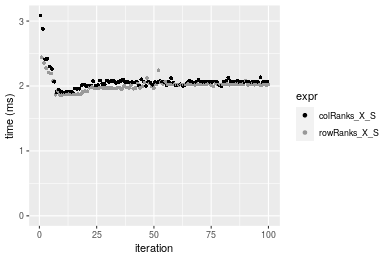 3
2
1
0
time (ms)
0
25
50
75
100
iteration
expr
colRanks_X_S
rowRanks_X_S